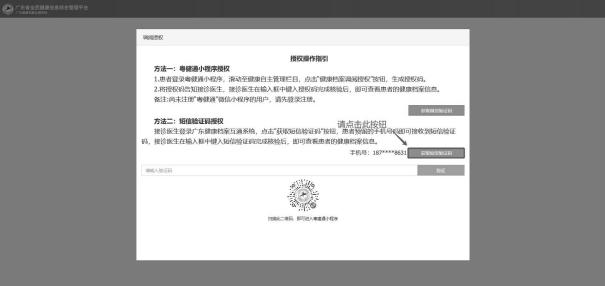 广东省全民健康信息综合管理平台
调阅授权
授权操作指引
方法一：粤健通小程序授权
1.患者登录粤健通小程序，滑动至健康自主管理栏目，点击“健康档案调阅授权”按钮，生成授权码。
2.将授权码告知接诊医生，接诊医生在输入框中键入授权码完成核验后，即可查看患者的健康档案信息。
备注:尚未注册“粤健通”微信小程序的用户，请先登录注册。
方法二：短信验证码授权
请点击此按钮
接诊医生登录广东健康档案互通系统，点击“获取短信验证码”按钮，患者预留的手机号码即可接收到短信验证
码，接诊医生在输入框中键入短信验证码完成核验后，即可查看患者的健康档案信息。
手机号：187****8631
获取短信验证码
请输入验证码
验证
扫描此二维码，即可进入粤健通小程序